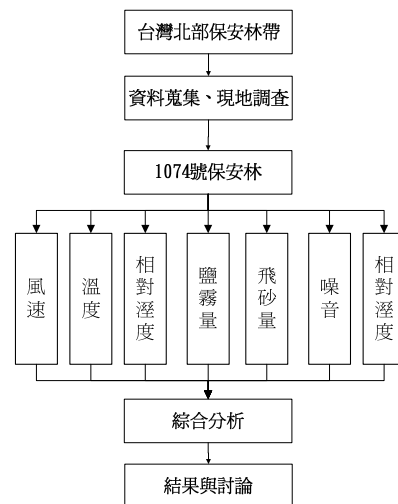 台灣北部保安林帶
資料蒐集、現地調查
1074號保安林
風速
溫度
相對溼度
鹽霧量
飛砂量
噪音
相對溼度
綜合分析
結果與討論